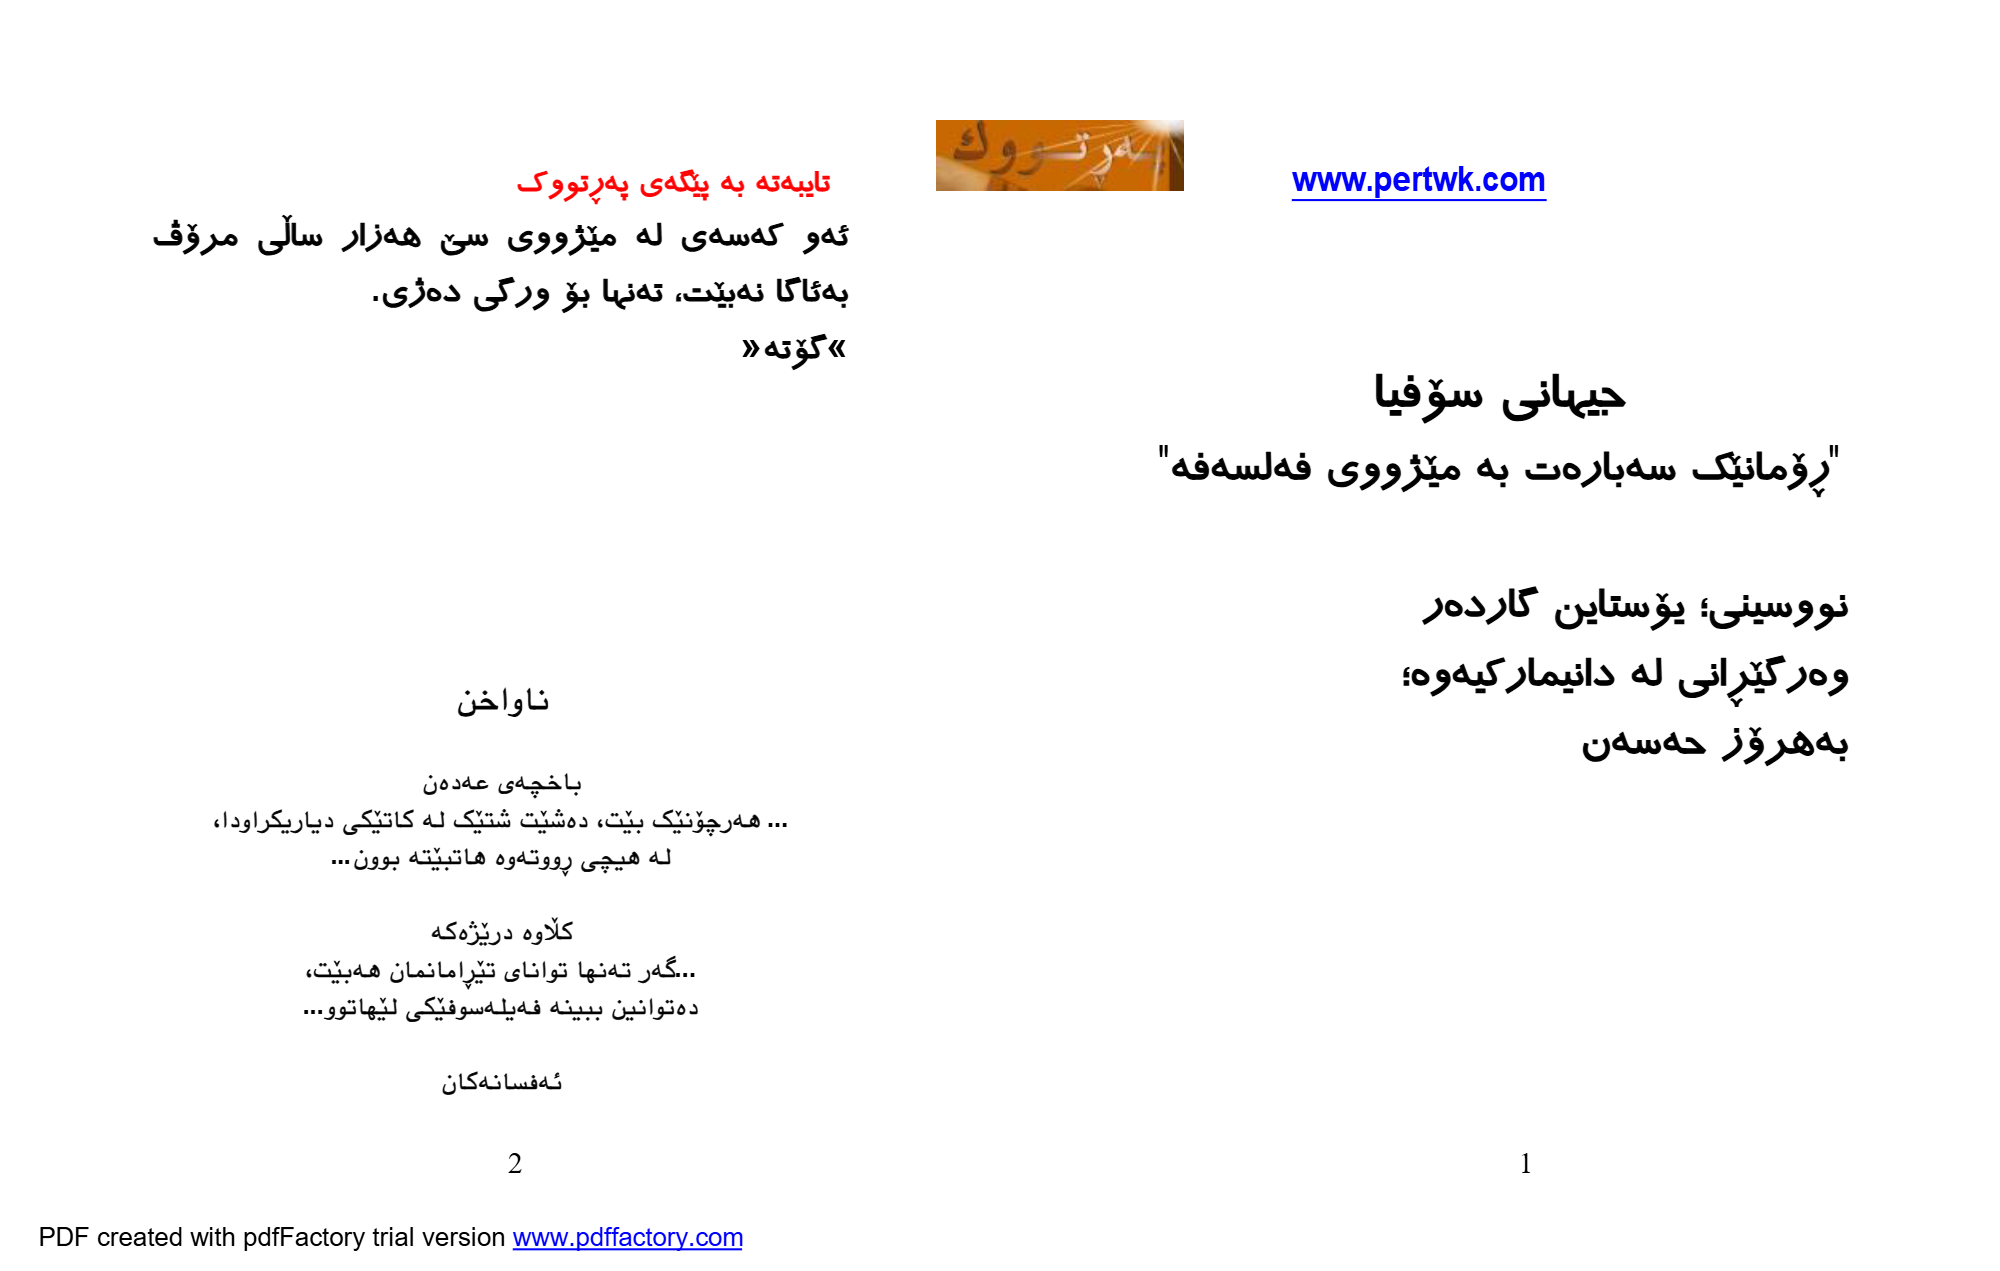 www.pertwk.com
پەڕتووك
جیهانی سۆفیا
"ڕۆمانێک سەبارەت بە مێژووی فەلسەفە"
نووسینی؛ یۆستاین گاردەر
وەرگێڕانی لە دانیمارکیەوە؛
بەهرۆز حەسەن
1
تایبەتە بە پێگەی پەڕتووک
ئەو کەسەی لە مێژووی سێ هەزار ساڵی مرۆڤ
بەئاگا نەبێت، تەنها بۆ ورگی دەژی.
»گۆتە«
ناواخن
باخچەی عەدەن
... هەرچۆنێک بێت، دەشێت شتێک لە کاتێکی دیاریکراودا،
لە هیچی ڕووتەوە هاتبێتە بوون...
کڵاوە درێژەکە
...گەر تەنها توانای تێڕامانمان هەبێت،
دەتوانین ببینە فەیلەسوفێکی لێهاتوو...
ئەفسانەکان
2
PDF created with pdfFactory trial version www.pdffactory.com